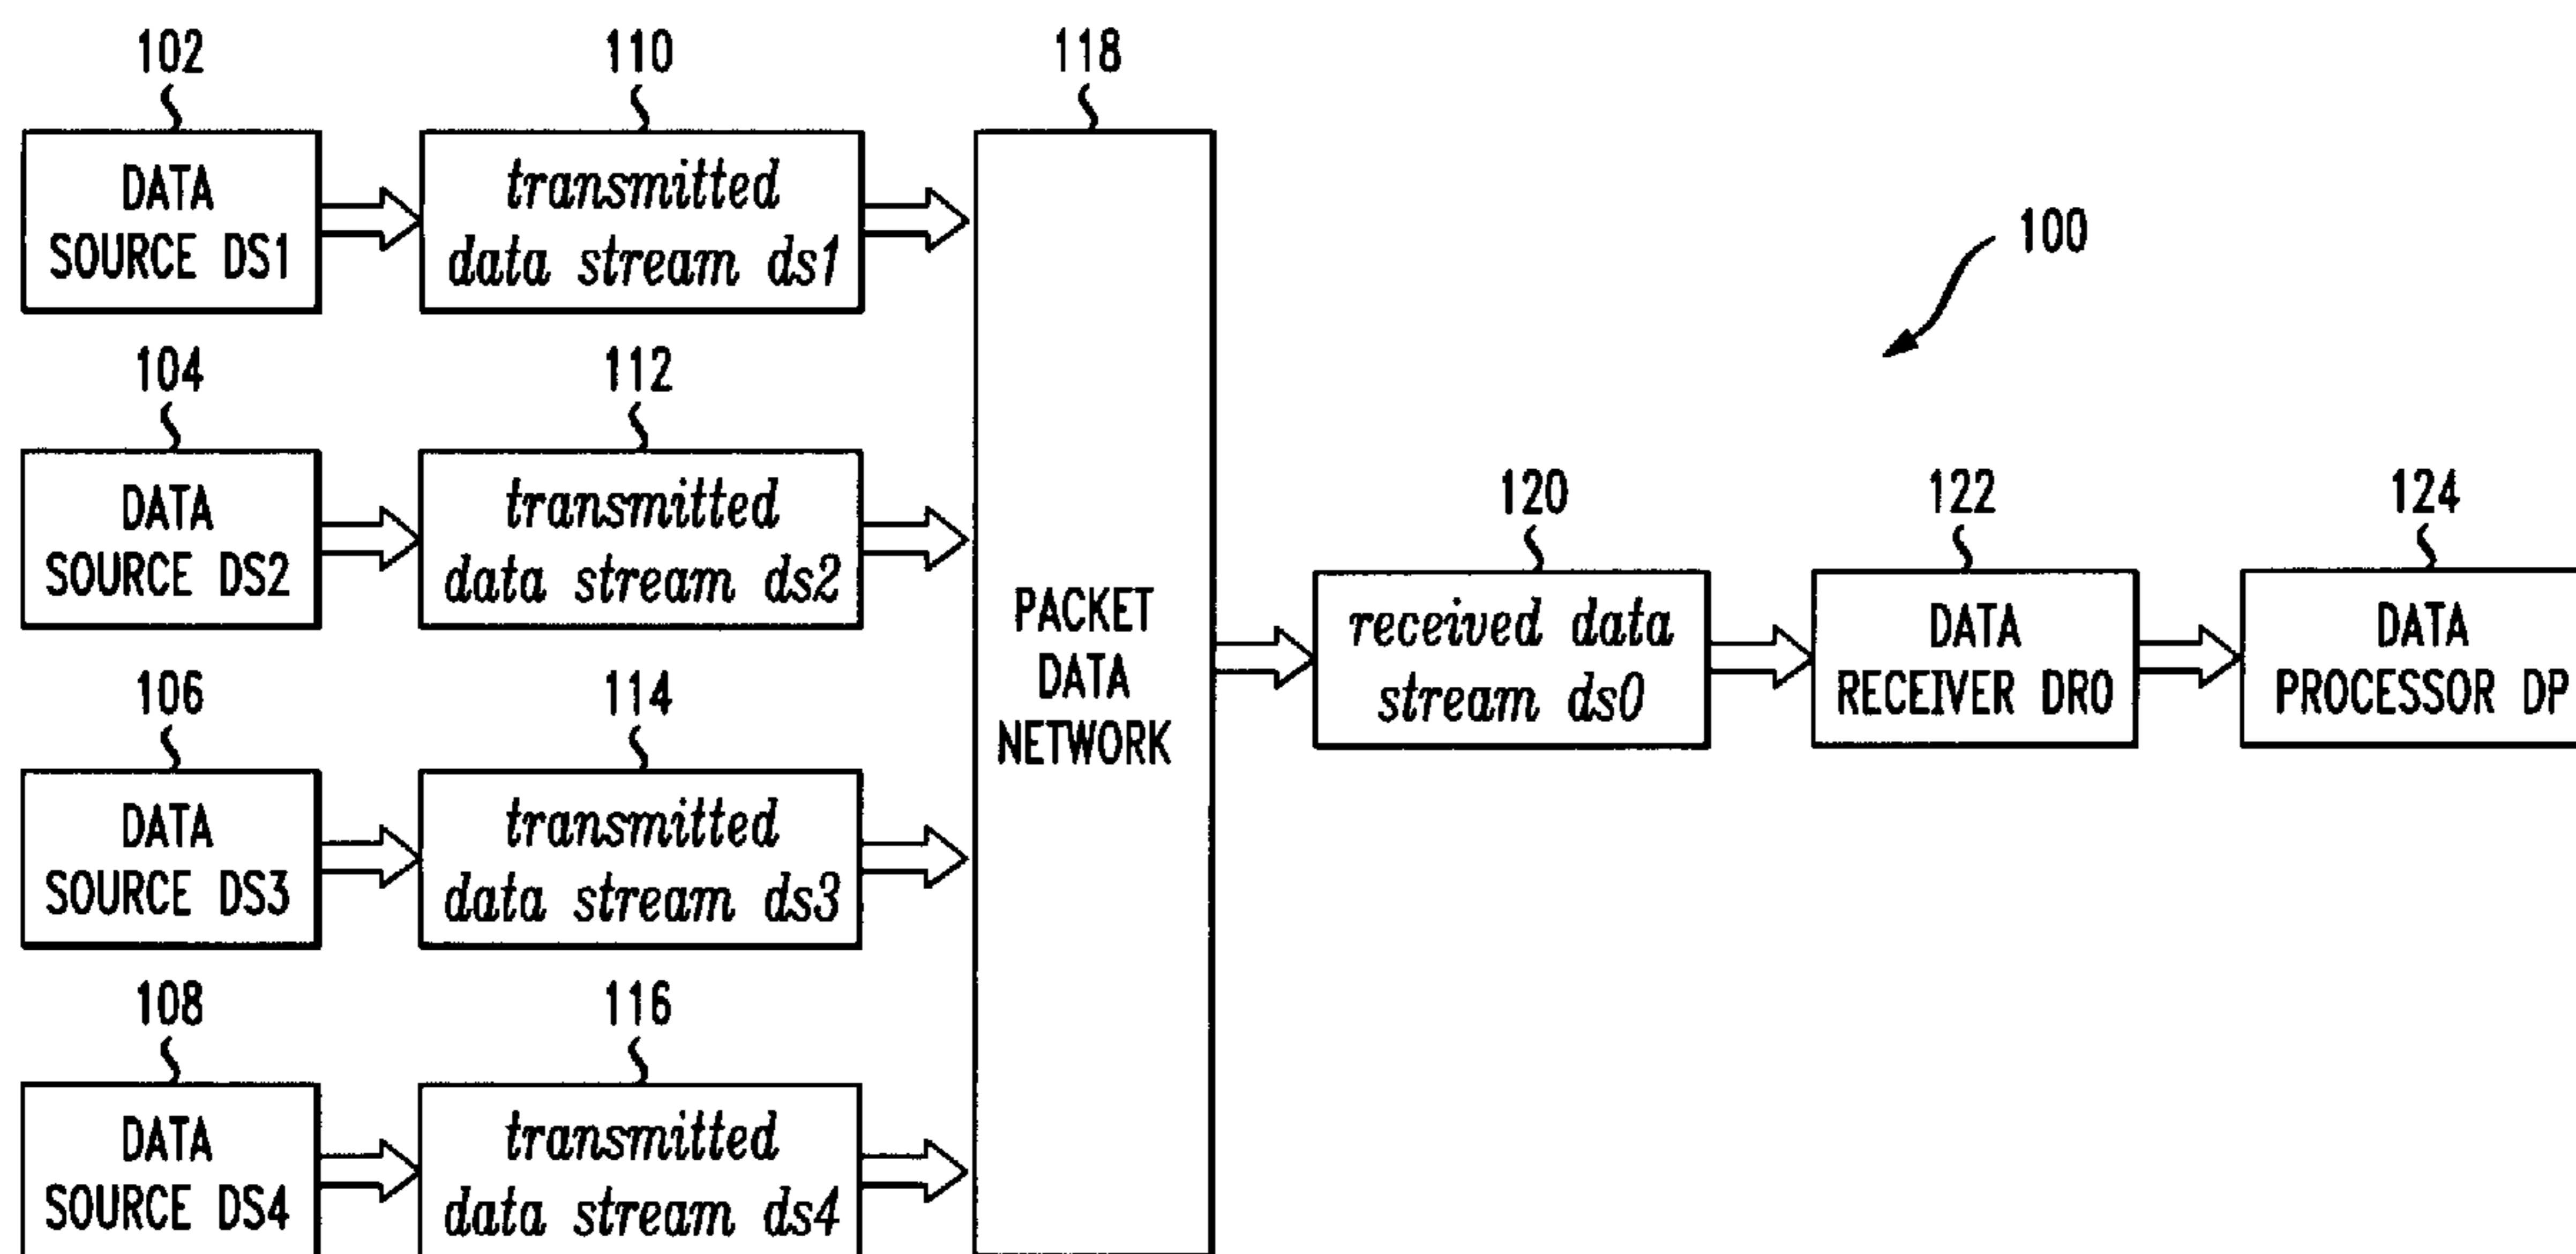 102
110
118
DATA
SOURCE DS1
transmitted
data stream ds1
100
104
112
DATA
SOURCE DS2
transmitted
data stream ds2
PACKET
DATA
NETWORK
120
122
124
received data
stream ds0
DATA
RECEIVER DR0
DATA
PROCESSOR DP
106
114
DATA
SOURCE DS3
transmitted
data stream ds3
108
116
DATA
SOURCE DS4
transmitted
data stream ds4